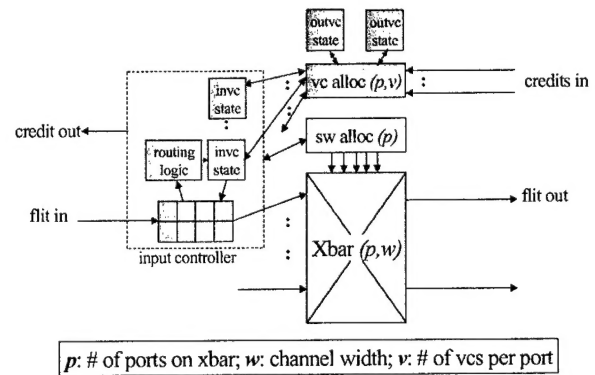 outvc state
outvc state
vc alloc (p,v)
credits in
invc state
credit out
sw alloc (p)
routing logic
invc state
flit in
flit out
Xbar (p,w)
input controller
p: # of ports on xbar; w: channel width; v: # of vcs per port